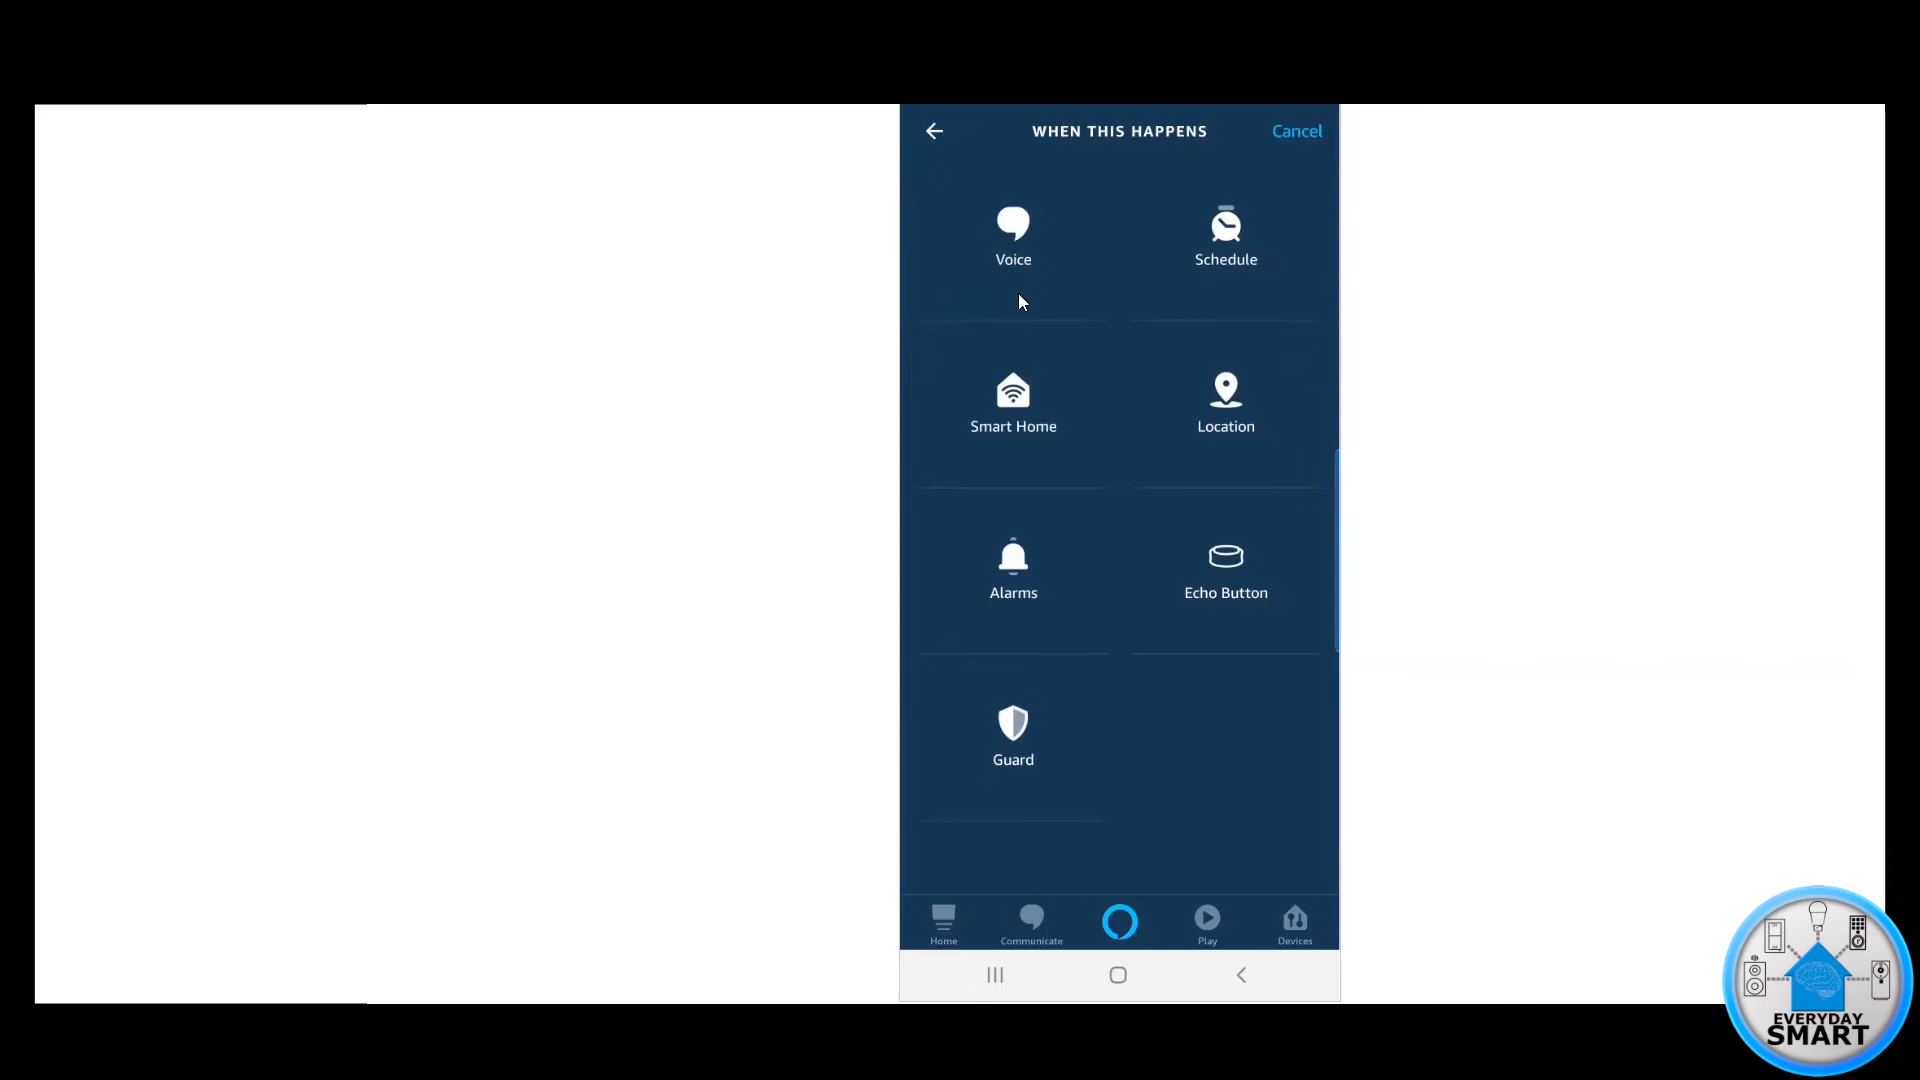 WHEN THIS HAPPENS
Cancel
Voice
Schedule
Smart Home
Location
Alarms
Echo Button
Guard
Home
Communicate
Play
Devices
EVERYDAY
SMART